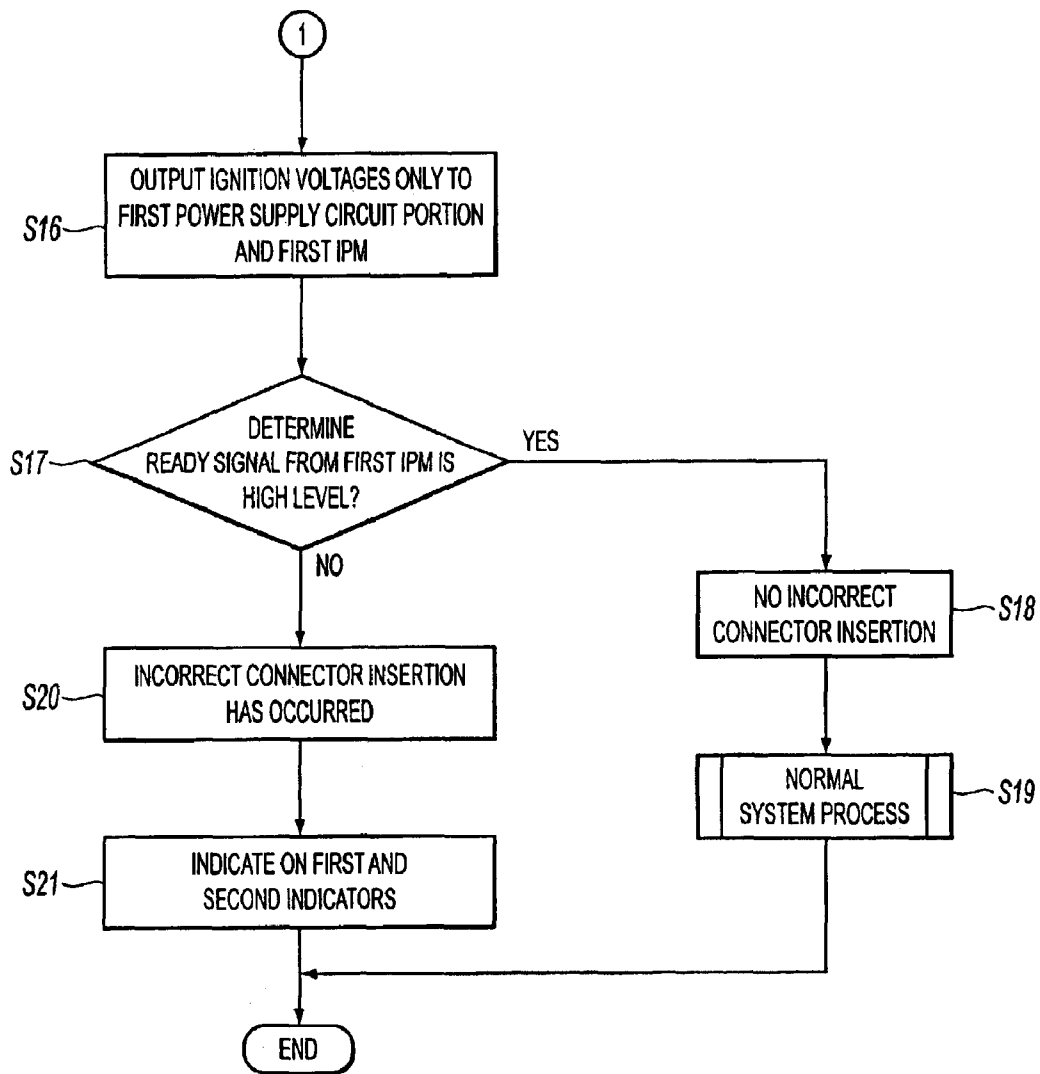 1
OUTPUT IGNITION VOLTAGES ONLY TO
FIRST POWER SUPPLY CIRCUIT PORTION
AND FIRST IPM
S16
DETERMINE
READY SIGNAL FROM FIRST IPM IS
HIGH LEVEL?
S17
YES
NO
NO INCORRECT
CONNECTOR INSERTION
S18
INCORRECT CONNECTOR INSERTION
HAS OCCURRED
S20
NORMAL
SYSTEM PROCESS
S19
INDICATE ON FIRST AND
SECOND INDICATORS
S21
END